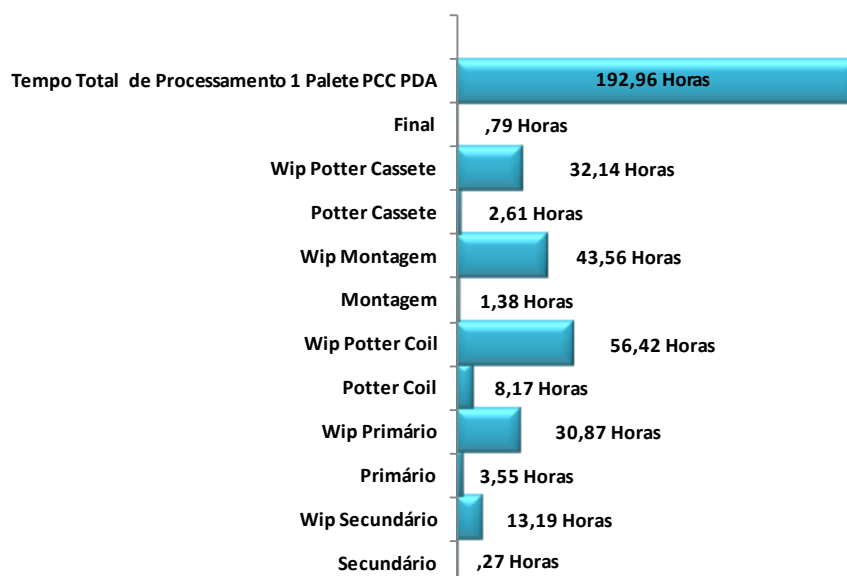 Tempo Total de Processamento 1 Palete PCC PDA 192,96 Horas
Final ,79 Horas
Wip Potter Cassete 32,14 Horas
Potter Cassete 2,61 Horas
Wip Montagem 43,56 Horas
Montagem 1,38 Horas
Wip Potter Coil 56,42 Horas
Potter Coil 8,17 Horas
Wip Primário 30,87 Horas
Primário 3,55 Horas
Wip Secundário 13,19 Horas
Secundário ,27 Horas